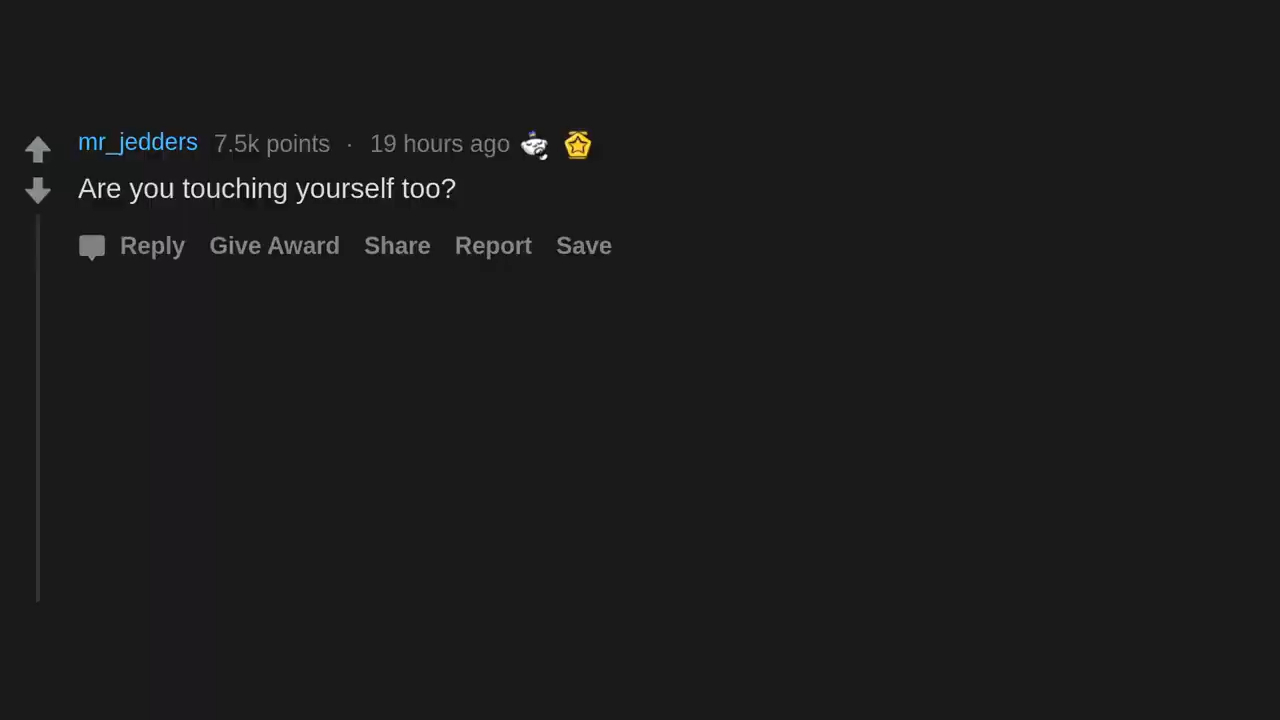 mr_jedders 7.5k points · 19 hours ago
Are you touching yourself too?
Reply Give Award Share Report Save